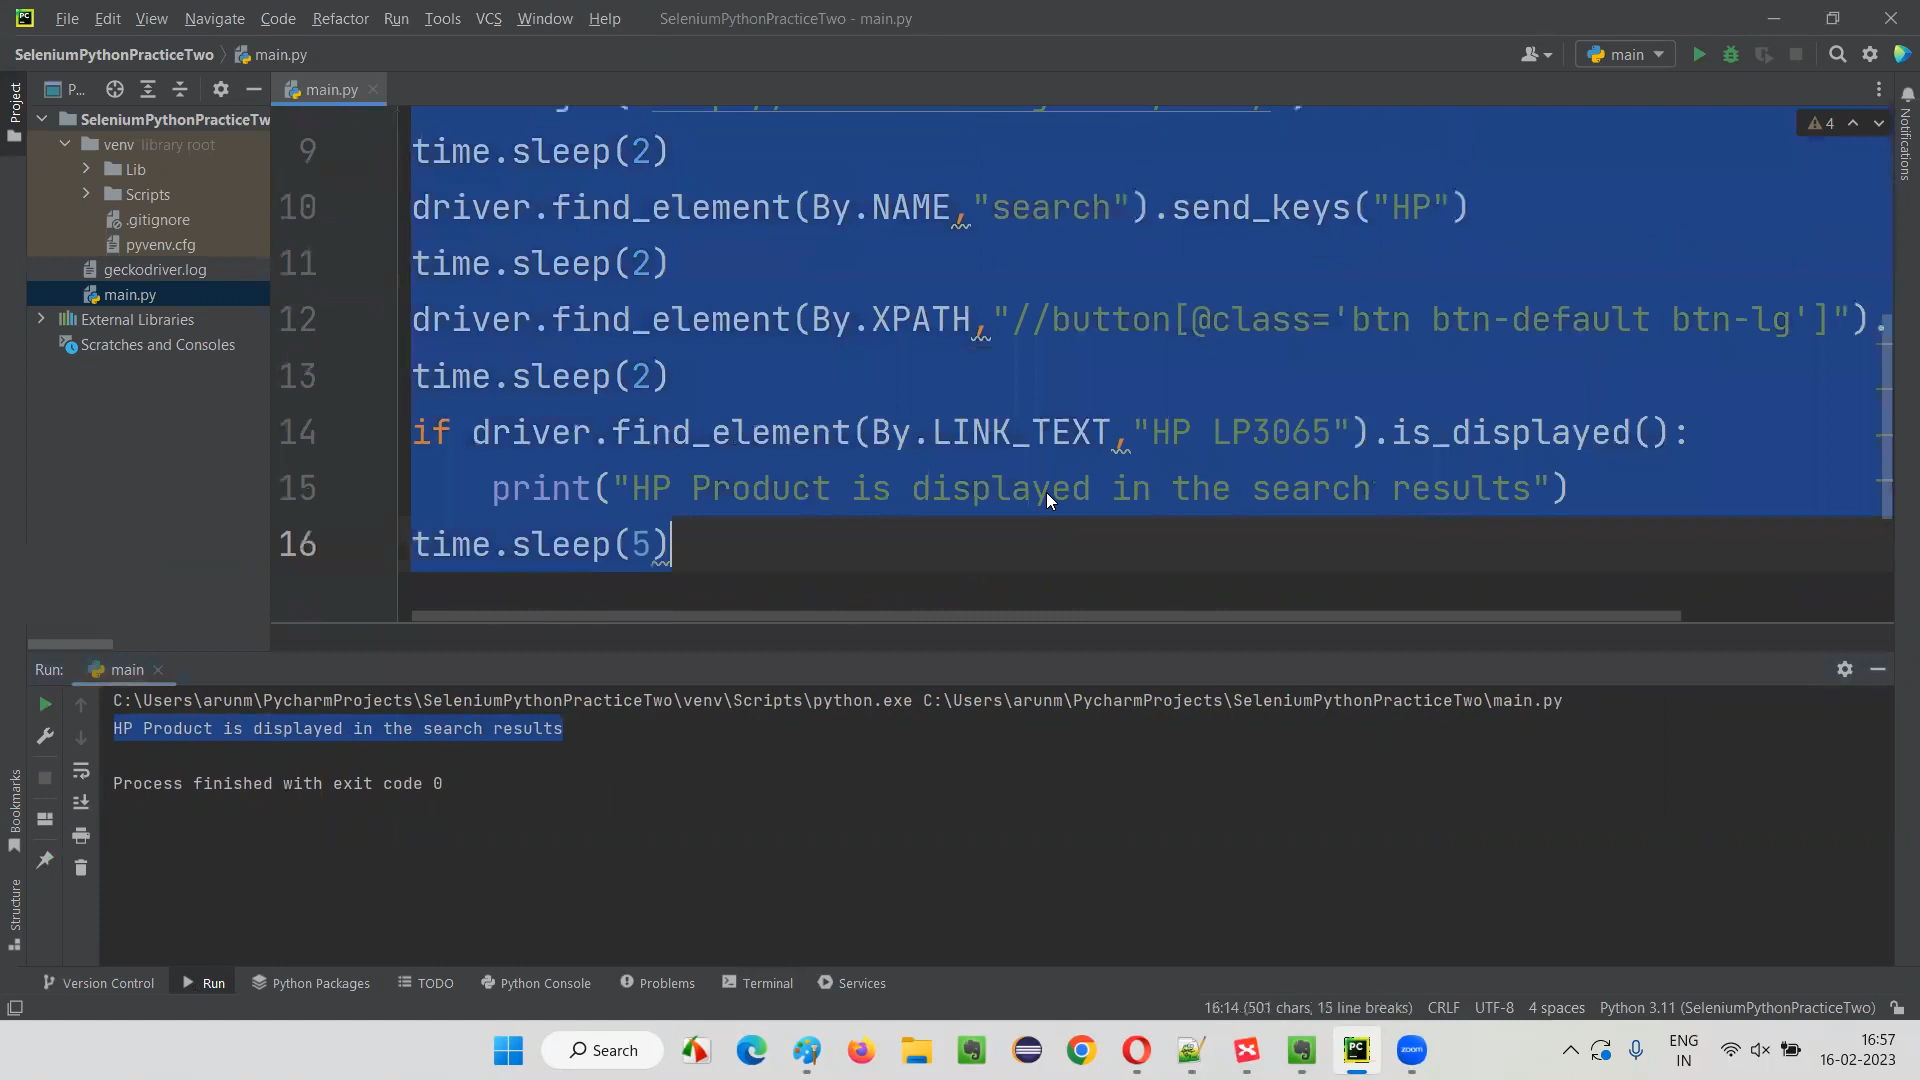 File Edit View Navigate Code Refactor Run Tools VCS Window Help SeleniumPythonPracticeTwo - main.py
SeleniumPythonPracticeTwo main.py
main
Project
P...
main.py
Notifications
SeleniumPythonPracticeTw
venv library root
Lib
Scripts
.gitignore
pyvenv.cfg
geckodriver.log
main.py
External Libraries
Scratches and Consoles
4
9 time.sleep(2)
10 driver.find_element(By.NAME,"search").send_keys("HP")
11 time.sleep(2)
12 driver.find_element(By.XPATH,"//button[@class='btn btn-default btn-lg']").
13 time.sleep(2)
14 if driver.find_element(By.LINK_TEXT,"HP LP3065").is_displayed():
15 print("HP Product is displayed in the search results")
16 time.sleep(5)
Run: main
C:\Users\arunm\PycharmProjects\SeleniumPythonPracticeTwo\venv\Scripts\python.exe C:\Users\arunm\PycharmProjects\SeleniumPythonPracticeTwo\main.py
HP Product is displayed in the search results
Process finished with exit code 0
Bookmarks
Structure
Version Control Run Python Packages TODO Python Console Problems Terminal Services
16:14 (501 chars, 15 line breaks) CRLF UTF-8 4 spaces Python 3.11 (SeleniumPythonPracticeTwo)
Search
zoom
ENG
IN
16:57
16-02-2023